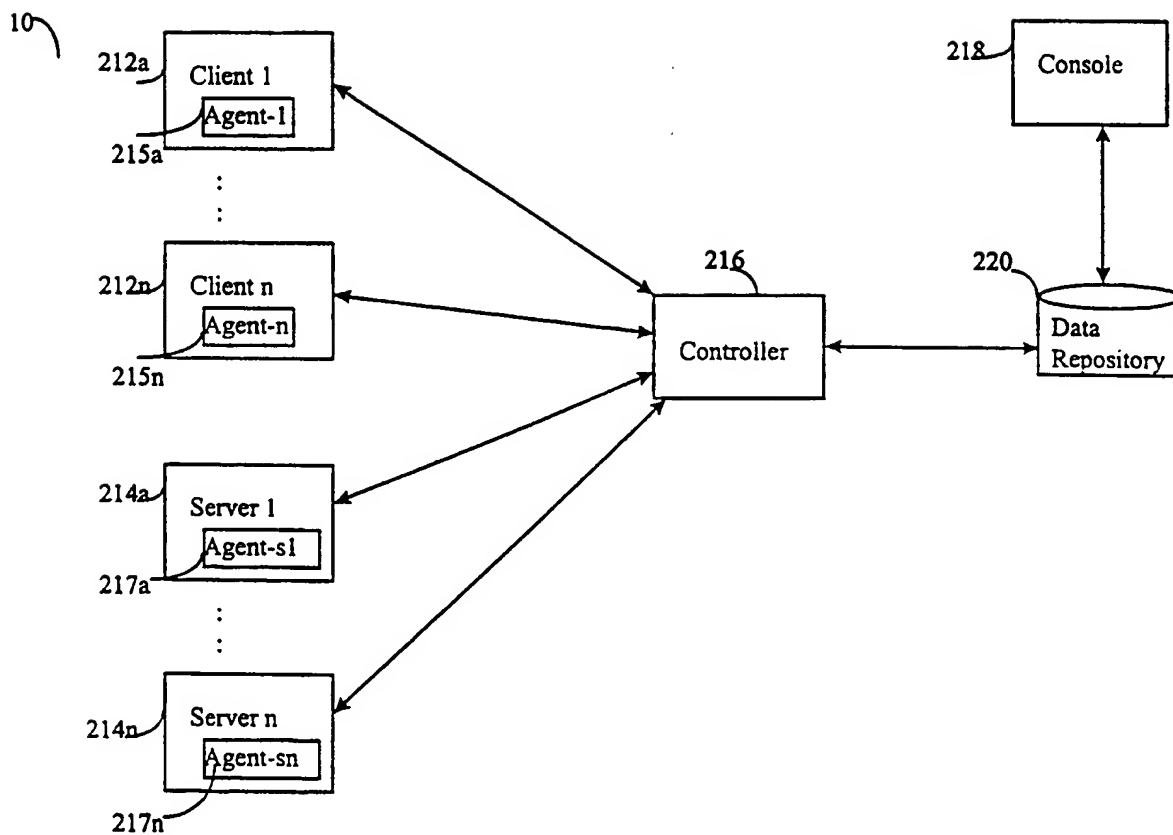 10
212a
Client 1
Agent-1
215a
212n
Client n
Agent-n
215n
214a
Server 1
Agent-s1
217a
214n
Server n
Agent-sn
217n
216
Controller
218
Console
220
Data
Repository